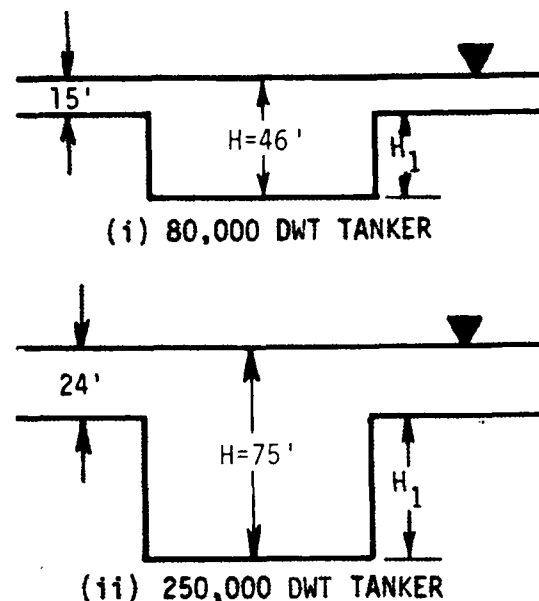 15'
H=46'
H1
(i) 80,000 DWT TANKER
24'
H=75'
H1
(ii) 250,000 DWT TANKER